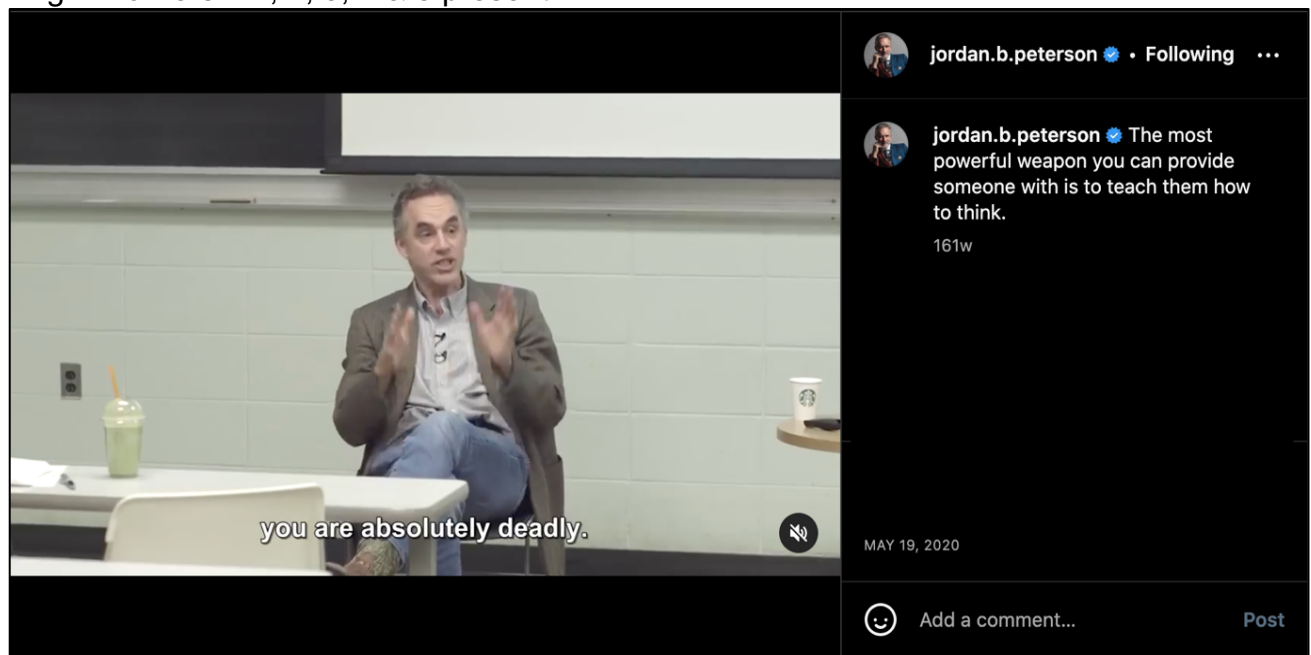 jordan.b.peterson • Following
jordan.b.peterson The most
powerful weapon you can provide
someone with is to teach them how
to think.
161w
you are absolutely deadly.
MAY 19, 2020
Add a comment...
Post